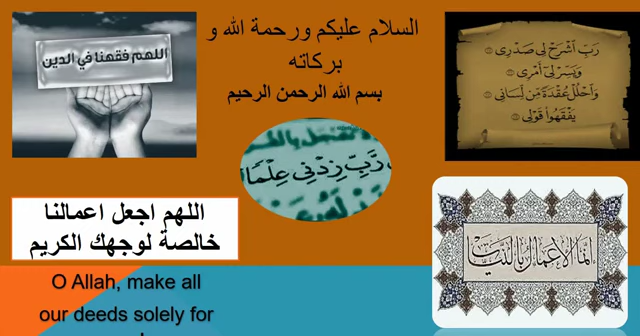 السلام عليكم ورحمة الله و
بركاته
بسم الله الرحمن الرحيم
اللهم فقهنا في الدين
رَبِّ اشْرَحْ لِي صَدْرِي
وَيَسِّرْ لِي أَمْرِي
وَاحْلُلْ عُقْدَةً مِّن لِّسَانِي
يَفْقَهُوا قَوْلِي
رَّبِّ زِدْنِي عِلْمًا
اللهم اجعل اعمالنا
خالصة لوجهك الكريم
إنما الأعمال بالنيات
O Allah, make all
our deeds solely for